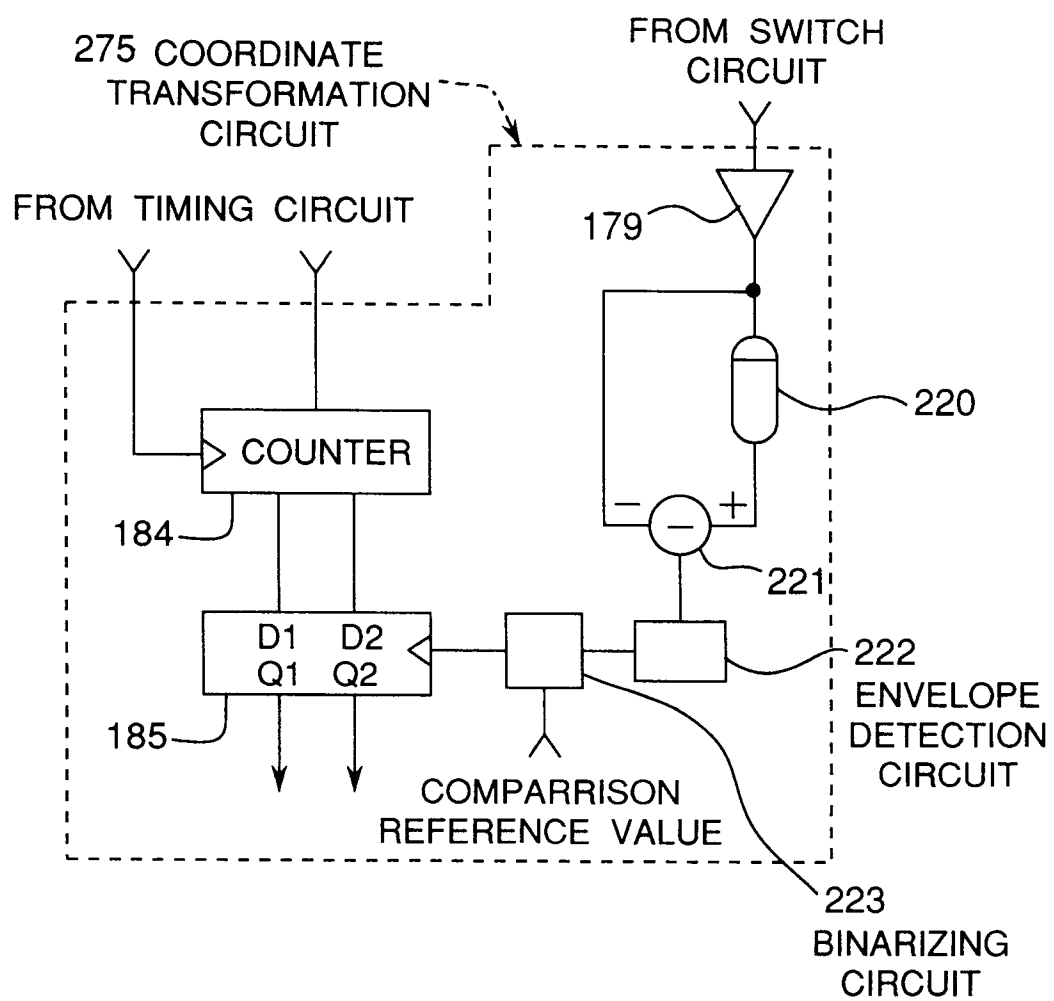 275 COORDINATE
TRANSFORMATION
CIRCUIT
FROM SWITCH
CIRCUIT
FROM TIMING CIRCUIT
179
220
COUNTER
184
− +
−
221
D1 D2
Q1 Q2
185
222
ENVELOPE
DETECTION
CIRCUIT
COMPARRISON
REFERENCE VALUE
223
BINARIZING
CIRCUIT